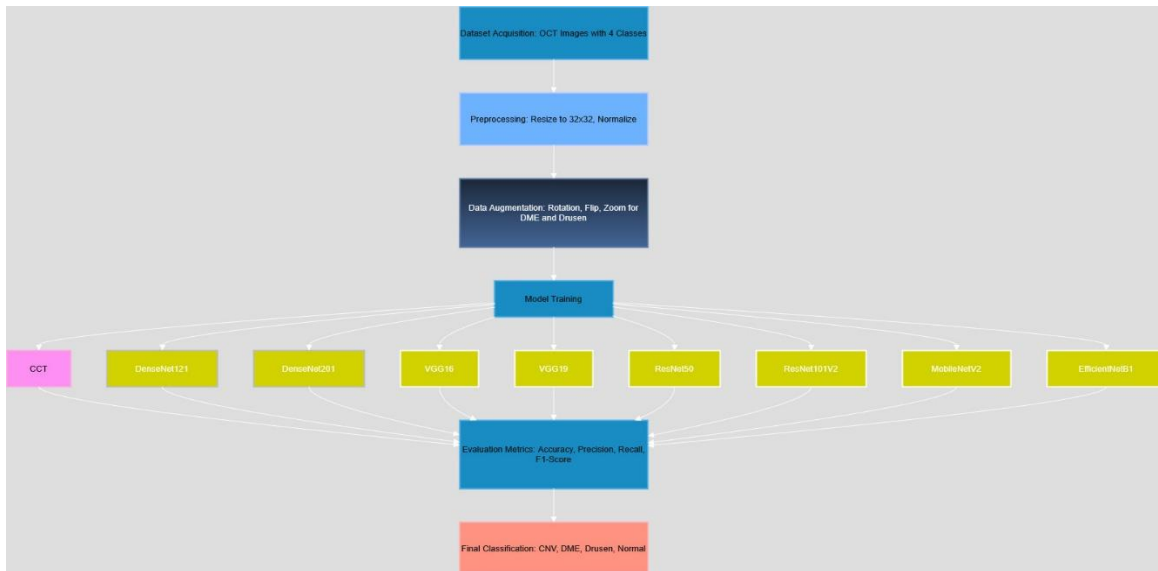 Dataset Acquisition: OCT Images with 4 Classes
Preprocessing: Resize to 32x32, Normalize
Data Augmentation: Rotation, Flip, Zoom for
DME and Drusen
Model Training
CCT
DenseNet121
DenseNet201
VGG16
VGG19
ResNet50
ResNet101V2
MobileNetV2
EfficientNetB1
Evaluation Metrics: Accuracy, Precision, Recall,
F1-Score
Final Classification: CNV, DME, Drusen, Normal